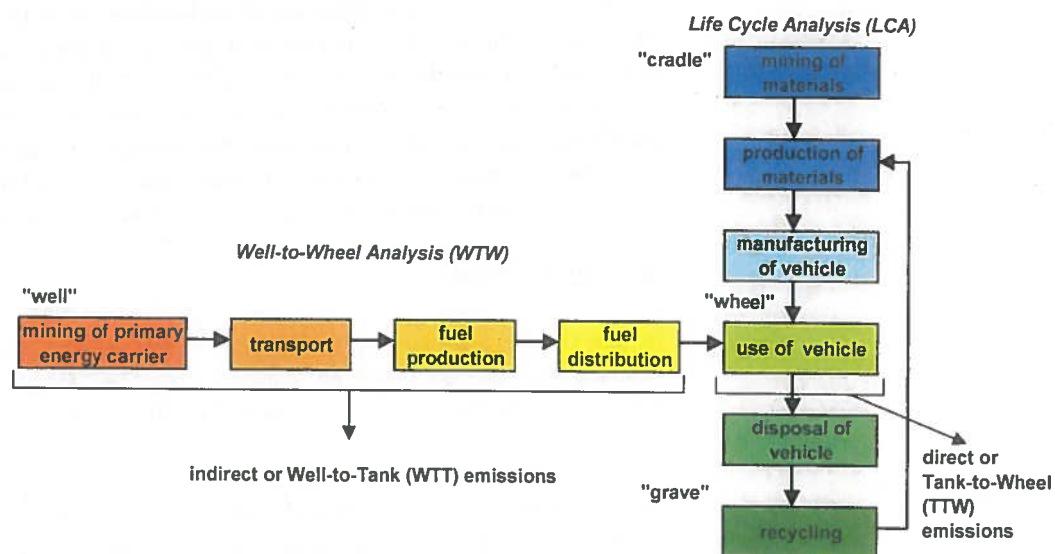 Life Cycle Analysis (LCA)
"cradle"
mining of
materials
production of
materials
manufacturing
of vehicle
Well-to-Wheel Analysis (WTW)
"well"
"wheel"
mining of primary
energy carrier
transport
fuel
production
fuel
distribution
use of vehicle
disposal of
vehicle
indirect or Well-to-Tank (WTT) emissions
direct or
Tank-to-Wheel
(TTW)
emissions
"grave"
recycling